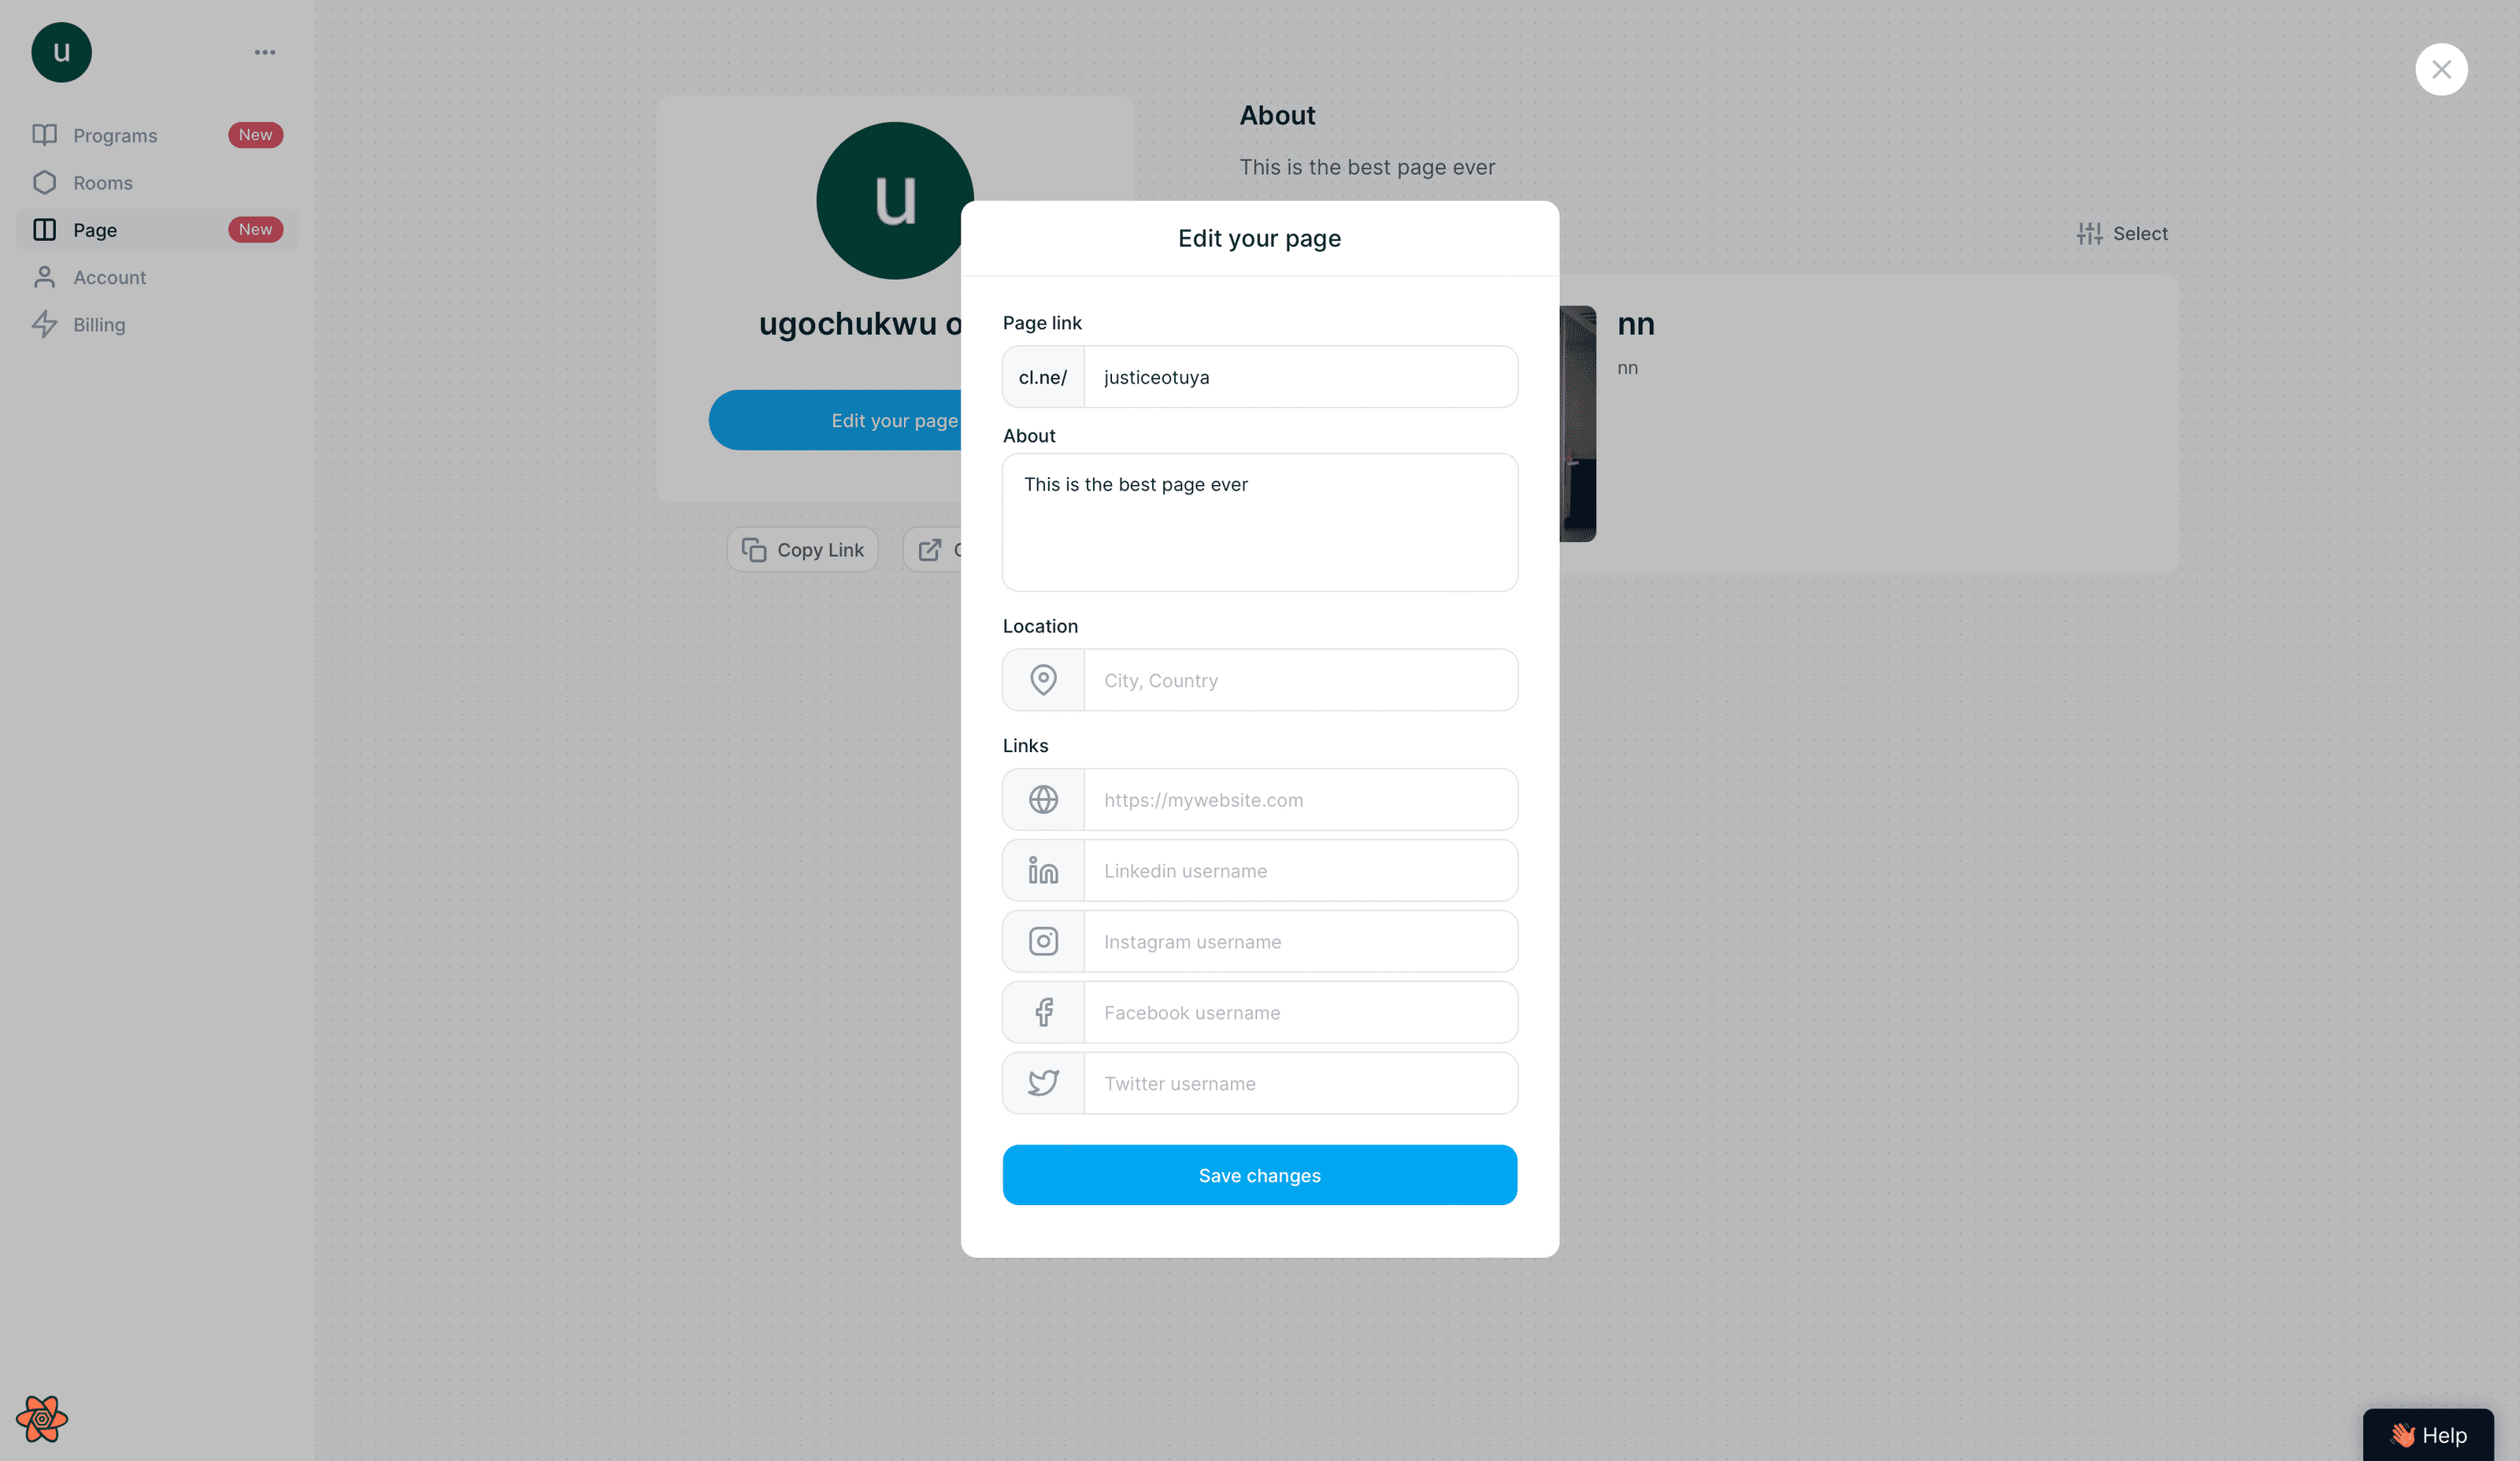 u
Programs New
Rooms
Page New
Account
Billing
u
ugochukwu o
Edit your page
Copy Link
About
This is the best page ever
Select
nn
nn
Edit your page
Page link
cl.ne/ justiceotuya
About
This is the best page ever
Location
City, Country
Links
https://mywebsite.com
Linkedin username
Instagram username
Facebook username
Twitter username
Save changes
👋 Help